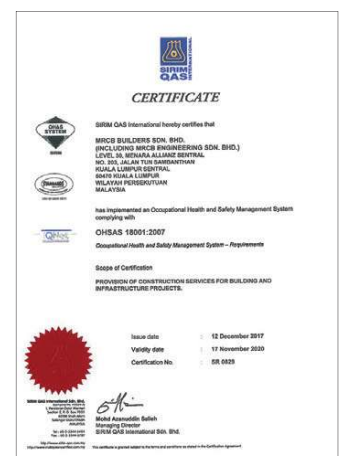 SIRIM
QAS
INTERNATIONAL
CERTIFICATE
OHAS
SYSTEM
SIRIM QAS International hereby certifies that
MRCB BUILDERS SDN. BHD.
(INCLUDING MRCB ENGINEERING SDN. BHD.)
LEVEL 30, MENARA ALLIANZ SENTRAL
NO. 203, JALAN TUN SAMBANTHAN
KUALA LUMPUR SENTRAL
50470 KUALA LUMPUR
WILAYAH PERSEKUTUAN
MALAYSIA
has implemented an Occupational Health and Safety Management System
complying with
OHSAS 18001:2007
Occupational Health and Safety Management System – Requirements
Scope of Certification
PROVISION OF CONSTRUCTION SERVICES FOR BUILDING AND
INFRASTRUCTURE PROJECTS.
Issue date : 12 December 2017
Validity date : 17 November 2020
Certification No. : SR 0829
Mohd Azanuddin Salleh
Managing Director
SIRIM QAS International Sdn. Bhd.